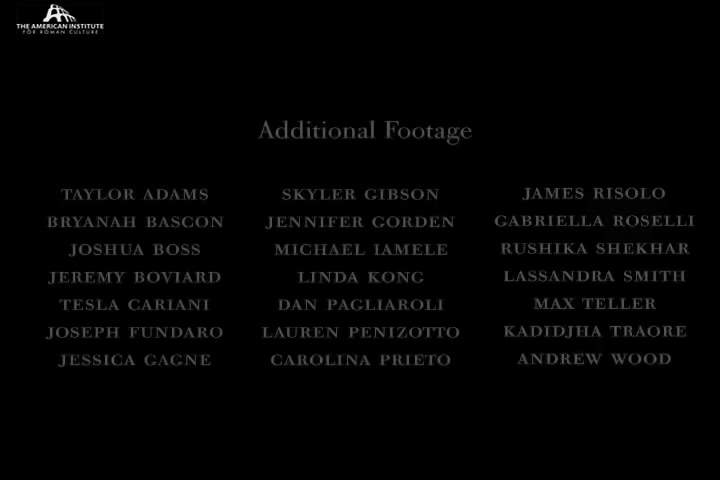 THE AMERICAN INSTITUTE
FOR ROMAN CULTURE
Additional Footage
TAYLOR ADAMS
BRYANAH BASCON
JOSHUA BOSS
JEREMY BOVIARD
TESLA CARIANI
JOSEPH FUNDARO
JESSICA GAGNE
SKYLER GIBSON
JENNIFER GORDEN
MICHAEL IAMELE
LINDA KONG
DAN PAGLIAROLI
LAUREN PENIZOTTO
CAROLINA PRIETO
JAMES RISOLO
GABRIELLA ROSELLI
RUSHIKA SHEKHAR
LASSANDRA SMITH
MAX TELLER
KADIDJHA TRAORE
ANDREW WOOD